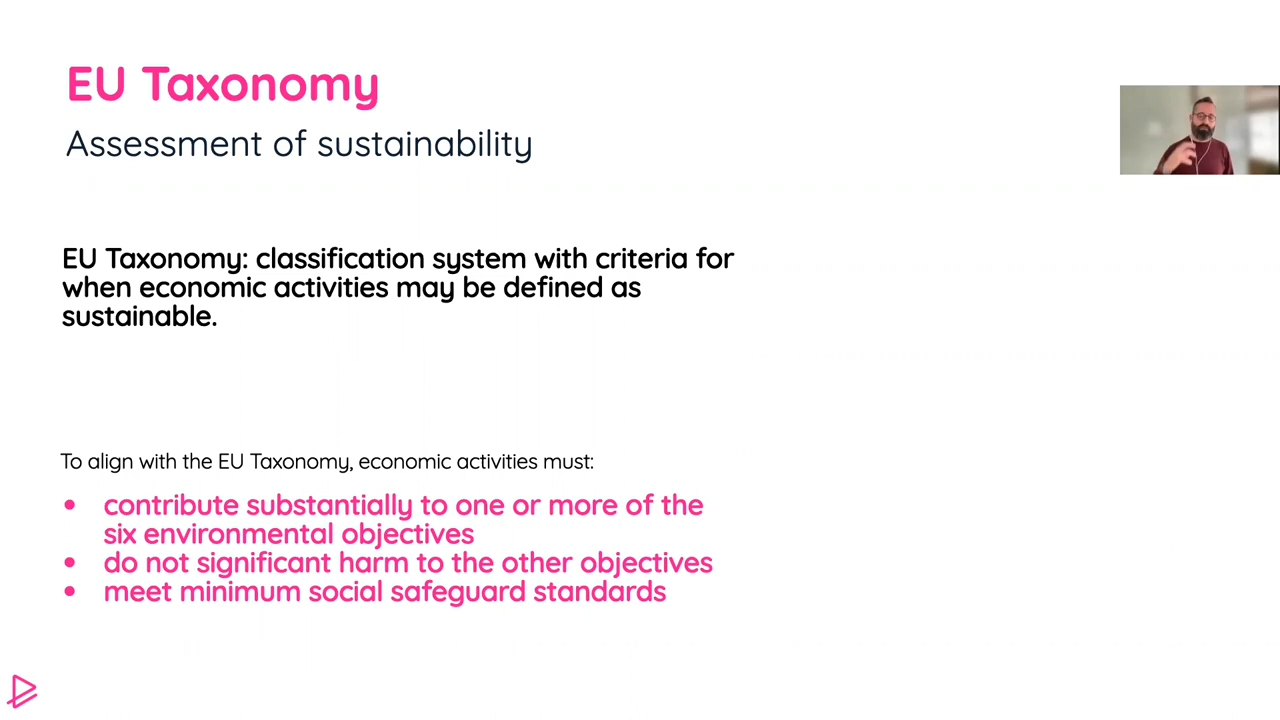 EU Taxonomy
Assessment of sustainability
EU Taxonomy: classification system with criteria for
when economic activities may be defined as
sustainable.
To align with the EU Taxonomy, economic activities must:
• contribute substantially to one or more of the
six environmental objectives
• do not significant harm to the other objectives
• meet minimum social safeguard standards